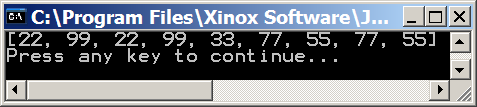 C:\Program Files\Xinox Software\J...
[22, 99, 22, 99, 33, 77, 55, 77, 55]
Press any key to continue...